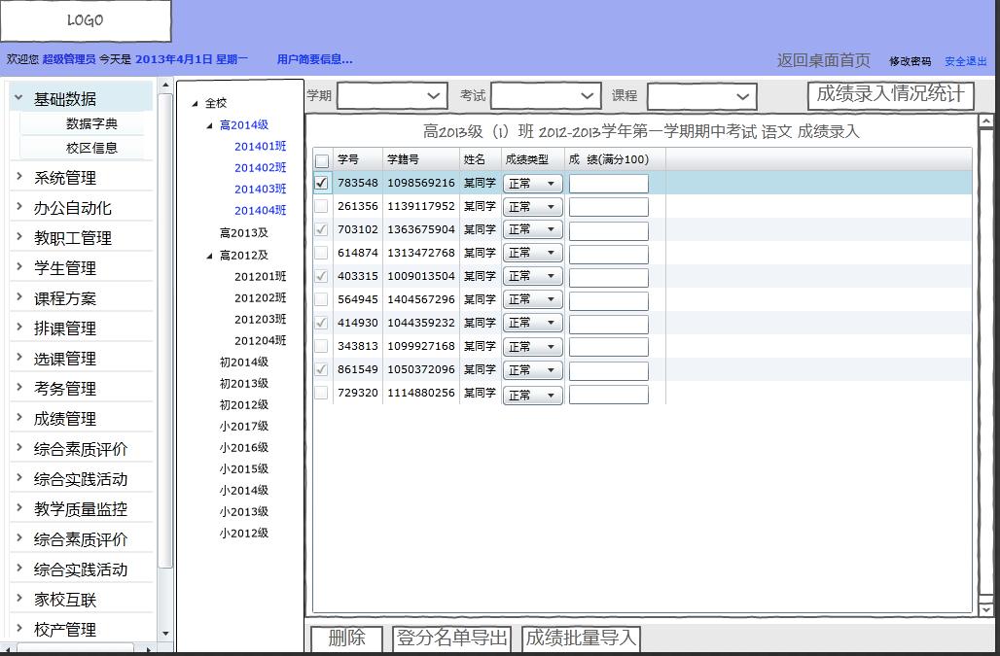 LOGO
欢迎您 超级管理员 今天是 2013年4月1日 星期一 用户简要信息...
返回桌面首页 修改密码 安全退出
基础数据
数据字典
校区信息
系统管理
办公自动化
教职工管理
学生管理
课程方案
排课管理
选课管理
考务管理
成绩管理
综合素质评价
综合实践活动
教学质量监控
综合素质评价
综合实践活动
家校互联
校产管理
全校
高2014级
201401班
201402班
201403班
201404班
高2013及
高2012及
201201班
201202班
201203班
201204班
初2014级
初2013级
初2012级
小2017级
小2016级
小2015级
小2014级
小2013级
小2012级
学期 考试 课程 成绩录入情况统计
高2013级（1）班 2012-2013学年第一学期期中考试 语文 成绩录入
学号 学籍号 姓名 成绩类型 成 绩(满分100)
783548 1098569216 某同学 正常
261356 1139117952 某同学 正常
703102 1363675904 某同学 正常
614874 1313472768 某同学 正常
403315 1009013504 某同学 正常
564945 1404567296 某同学 正常
414930 1044359232 某同学 正常
343813 1099927168 某同学 正常
861549 1050372096 某同学 正常
729320 1114880256 某同学 正常
删除 登分名单导出 成绩批量导入